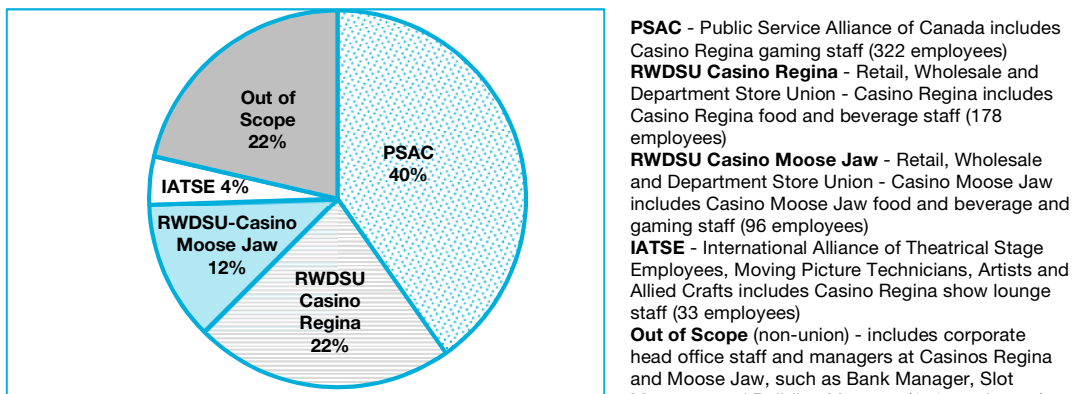 Out of
Scope
22%
PSAC
40%
IATSE 4%
RWDSU-Casino
Moose Jaw
12%
RWDSU
Casino
Regina
22%
PSAC - Public Service Alliance of Canada includes
Casino Regina gaming staff (322 employees)
RWDSU Casino Regina - Retail, Wholesale and
Department Store Union - Casino Regina includes
Casino Regina food and beverage staff (178
employees)
RWDSU Casino Moose Jaw - Retail, Wholesale
and Department Store Union - Casino Moose Jaw
includes Casino Moose Jaw food and beverage and
gaming staff (96 employees)
IATSE - International Alliance of Theatrical Stage
Employees, Moving Picture Technicians, Artists and
Allied Crafts includes Casino Regina show lounge
staff (33 employees)
Out of Scope (non-union) - includes corporate
head office staff and managers at Casinos Regina
and Moose Jaw, such as Bank Manager, Slot